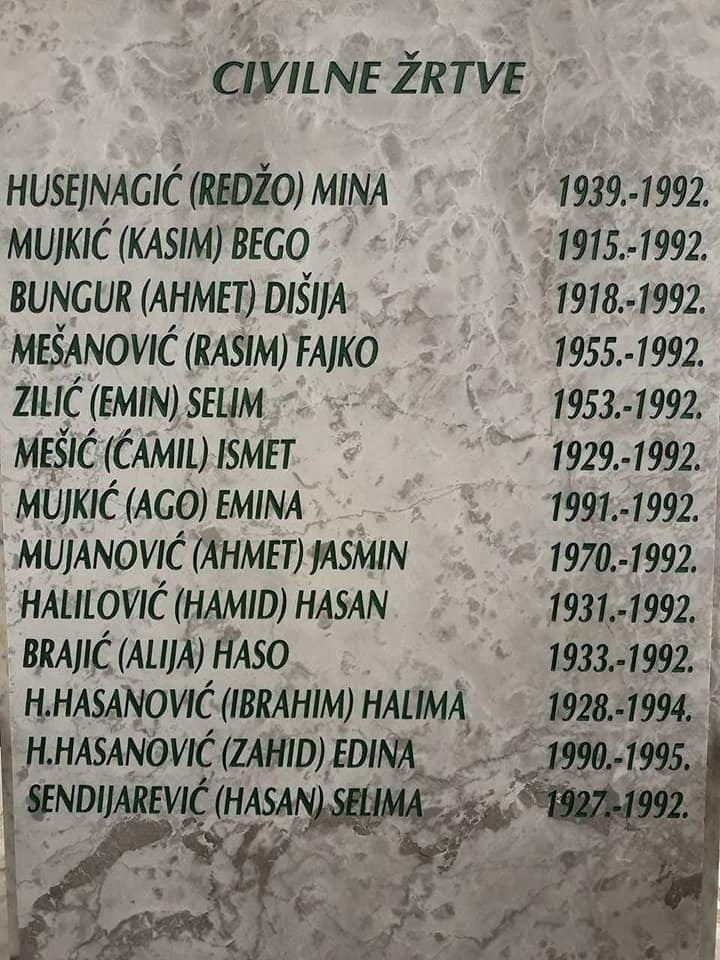 CIVILNE ŽRTVE
HUSEJNAGIĆ (REDŽO) MINA 1939.-1992.
MUJKIĆ (KASIM) BEGO 1915.-1992.
BUNGUR (AHMET) DIŠIJA 1918.-1992.
MEŠANOVIĆ (RASIM) FAJKO 1955.-1992.
ZILIĆ (EMIN) SELIM 1953.-1992.
MEŠIĆ (ĆAMIL) ISMET 1929.-1992.
MUJKIĆ (AGO) EMINA 1991.-1992.
MUJANOVIĆ (AHMET) JASMIN 1970.-1992.
HALILOVIĆ (HAMID) HASAN 1931.-1992.
BRAJIĆ (ALIJA) HASO 1933.-1992.
H.HASANOVIĆ (IBRAHIM) HALIMA 1928.-1994.
H.HASANOVIĆ (ZAHID) EDINA 1990.-1995.
SENDIJAREVIĆ (HASAN) SELIMA 1927.-1992.